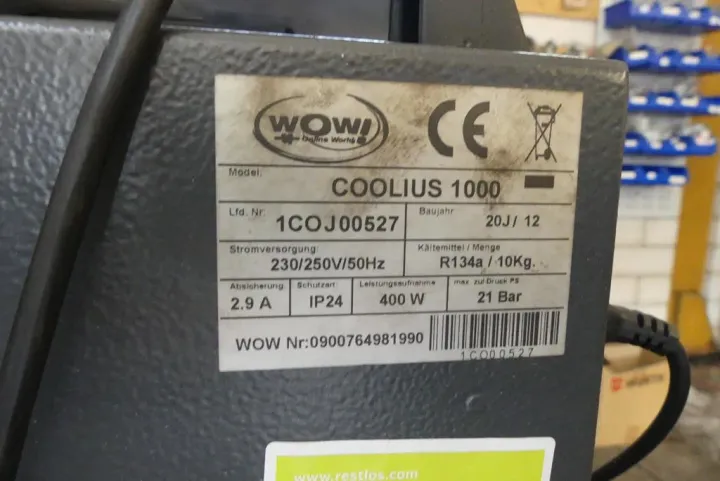 WOW!
Online Works
CE
Model:
COOLIUS 1000
Lfd. Nr.
1COJ00527
Baujahr
20J/ 12
Stromversorgung:
230/250V/50Hz
Kältemittel / Menge
R134a / 10Kg.
Absicherung
2.9 A
Schutzart
IP24
Leistungsaufnahme
400 W
max. zul Druck PS
21 Bar
WOW Nr:0900764981990
1CO00527
www.restlos.com